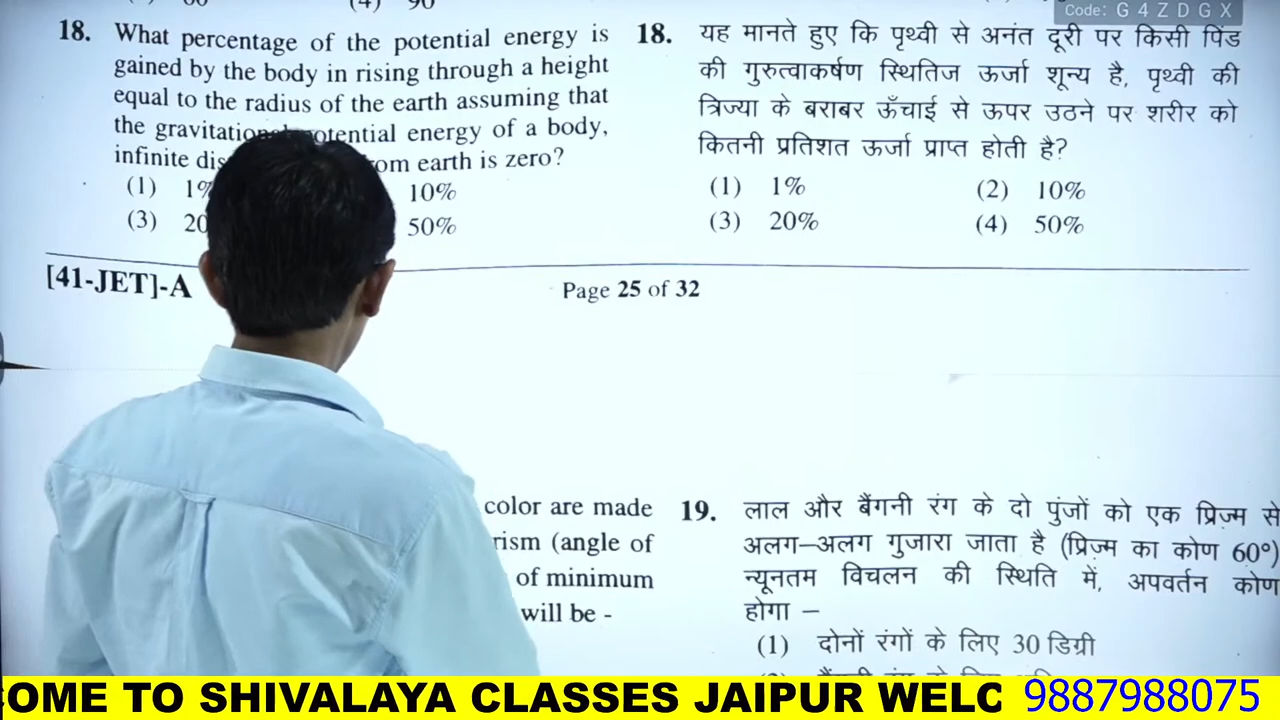 (4) 90
Code: G 4 Z D G X
18. What percentage of the potential energy is
gained by the body in rising through a height
equal to the radius of the earth assuming that
the gravitational potential energy of a body,
infinite dis om earth is zero?
(1) 1% 10%
(3) 20 50%
18. यह मानते हुए कि पृथ्वी से अनंत दूरी पर किसी पिंड
की गुरुत्वाकर्षण स्थितिज ऊर्जा शून्य है, पृथ्वी की
त्रिज्या के बराबर ऊँचाई से ऊपर उठने पर शरीर को
कितनी प्रतिशत ऊर्जा प्राप्त होती है?
(1) 1% (2) 10%
(3) 20% (4) 50%
[41-JET]-A
Page 25 of 32
color are made
rism (angle of
of minimum
will be -
19. लाल और बैंगनी रंग के दो पुंजों को एक प्रिज़्म से
अलग–अलग गुजारा जाता है (प्रिज़्म का कोण 60°)
न्यूनतम विचलन की स्थिति में, अपवर्तन कोण
होगा –
(1) दोनों रंगों के लिए 30 डिग्री
COME TO SHIVALAYA CLASSES JAIPUR WELC 9887988075